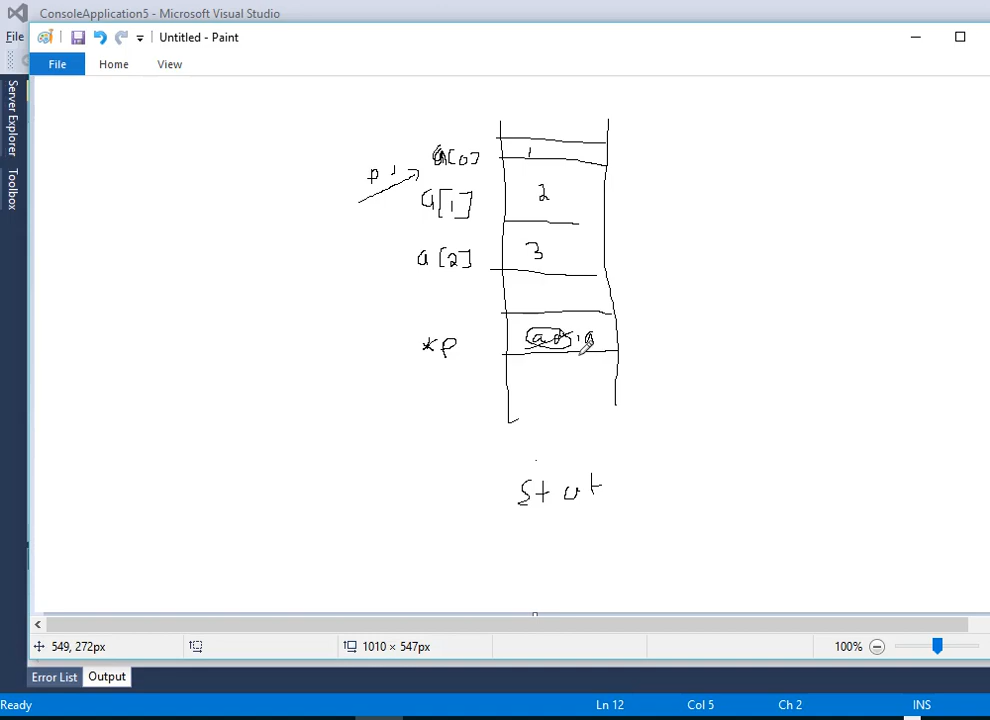 ConsoleApplication5 - Microsoft Visual Studio
File
Untitled - Paint
File Home View
Server Explorer
Toolbox
a[0] 1
p
a[1] 2
a[2] 3
*p
549, 272px
1010 × 547px
100%
Error List Output
Ready Ln 12 Col 5 Ch 2 INS